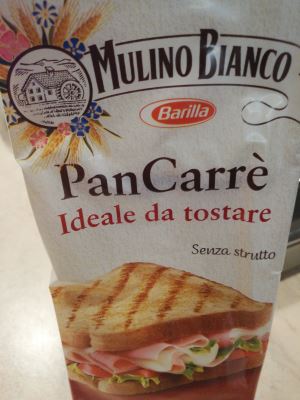 MULINO BIANCO
Barilla
PanCarrè
Ideale da tostare
Senza strutto